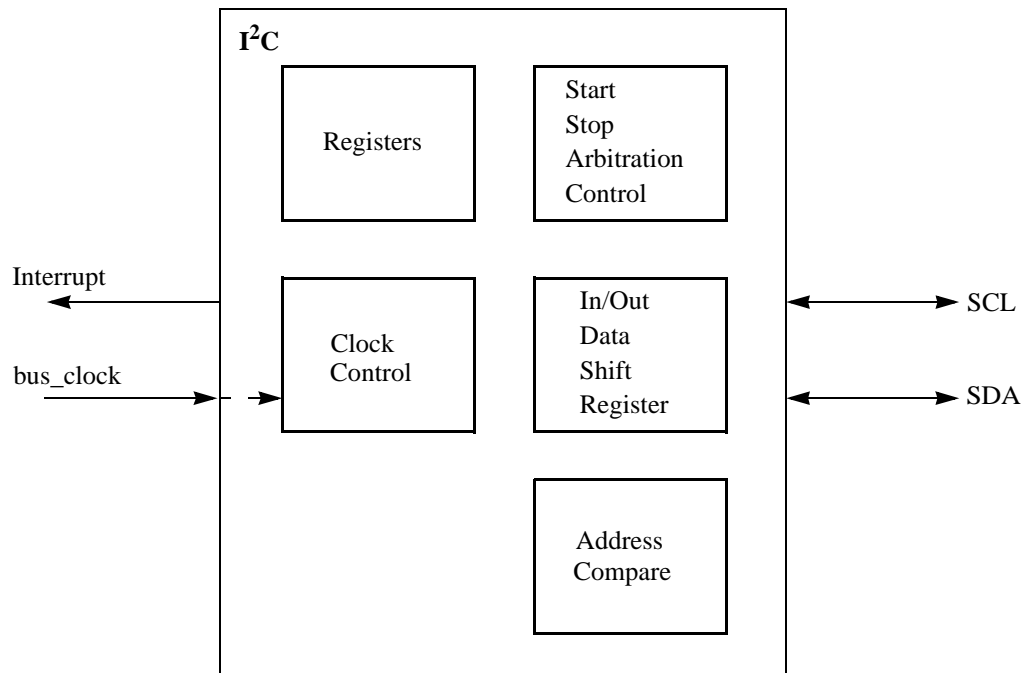 I²C
Registers
Start
Stop
Arbitration
Control
Interrupt
bus_clock
Clock
Control
In/Out
Data
Shift
Register
SCL
SDA
Address
Compare